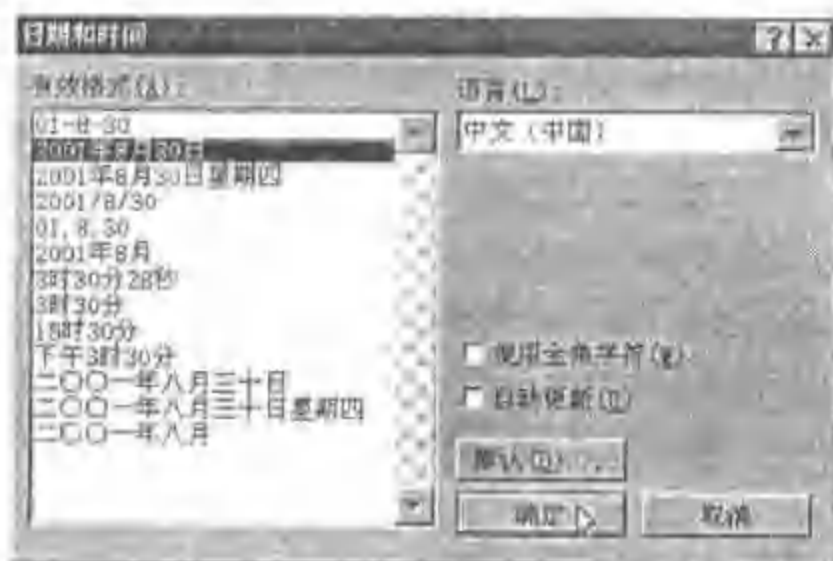 日期和时间
有效格式(A):
01-8-30
2001年8月30日
2001年8月30日星期四
2001/8/30
01.8.30
2001年8月
3时30分28秒
3时30分
15时30分
下午3时30分
二〇〇一年八月三十日
二〇〇一年八月三十日星期四
二〇〇一年八月
语言(L):
中文(中国)
使用全角字符(W)
自动更新(U)
默认(D)...
确定
取消